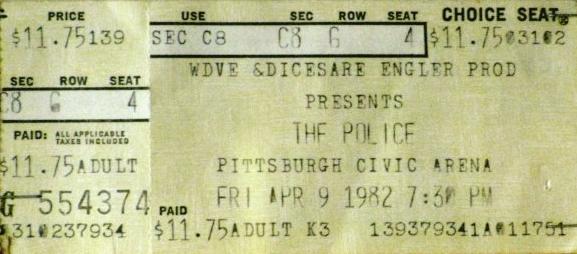 PRICE
$11.75 139
SEC ROW SEAT
C8 G 4
PAID: ALL APPLICABLE TAXES INCLUDED
$11.75 ADULT
G 554374
310237934
USE SEC ROW SEAT CHOICE SEAT
SEC C8 C8 G 4 $11.75 03102
WDVE &DICESARE ENGLER PROD
PRESENTS
THE POLICE
PITTSBURGH CIVIC ARENA
FRI APR 9 1982 7:30 PM
PAID
$11.75 ADULT K3 139379341A 011751